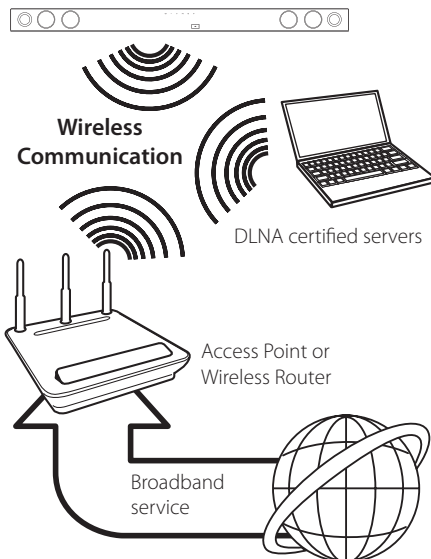 Wireless
Communication
DLNA certified servers
Access Point or
Wireless Router
Broadband
service